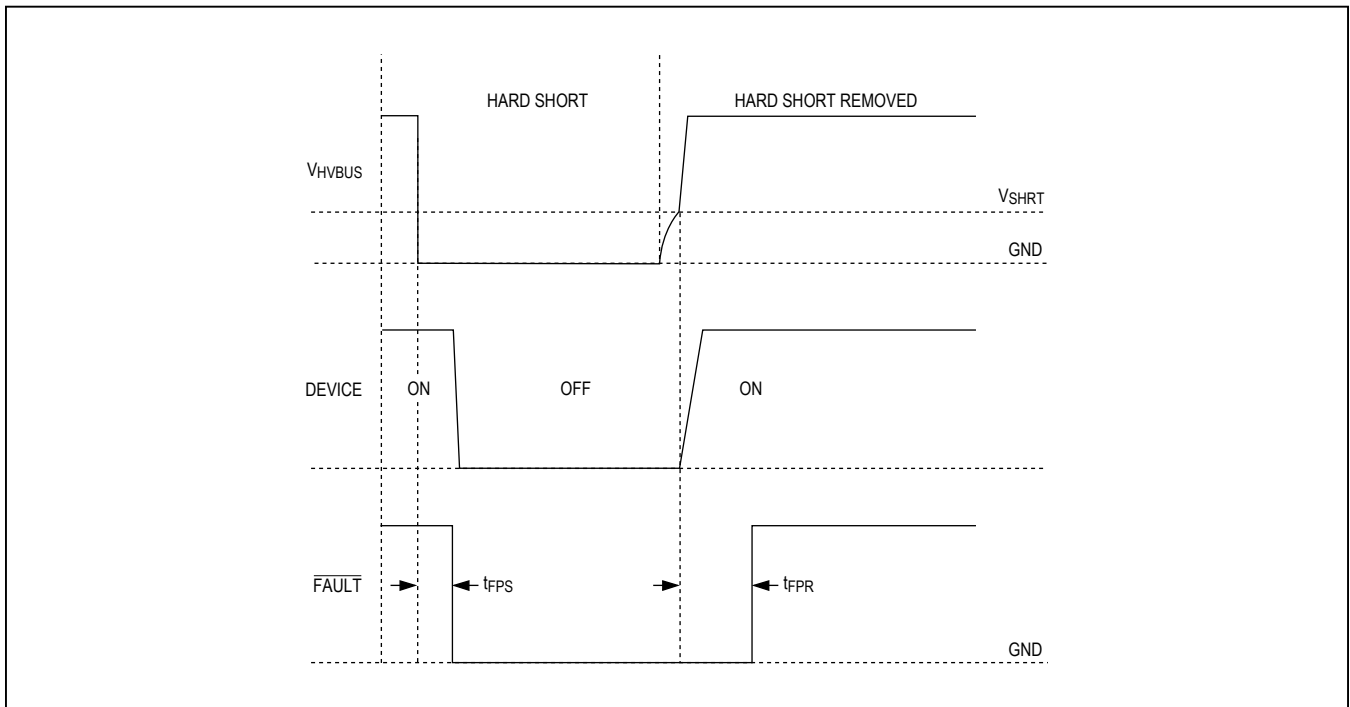 HARD SHORT
HARD SHORT REMOVED
VHVBUS
VSHRT
GND
DEVICE
ON
OFF
ON
FAULT
tFPS
tFPR
GND